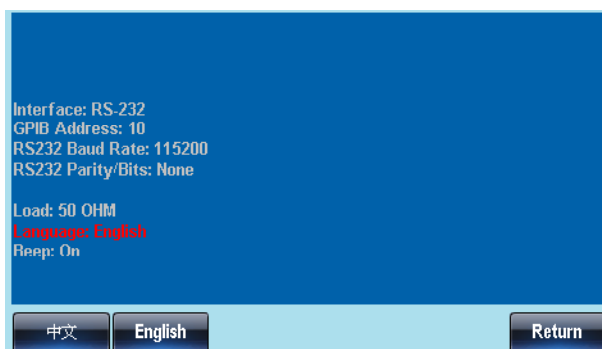 Interface: RS-232
GPIB Address: 10
RS232 Baud Rate: 115200
RS232 Parity/Bits: None
Load: 50 OHM
Language: English
Beep: On
中文 English Return